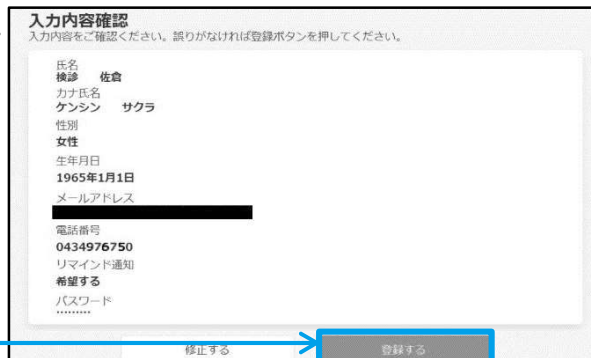 入力内容確認
入力内容をご確認ください。誤りがなければ登録ボタンを押してください。
氏名
検診 佐倉
カナ氏名
ケンシン サクラ
性別
女性
生年月日
1965年1月1日
メールアドレス
電話番号
0434976750
リマインド通知
希望する
パスワード
.........
修正する 登録する